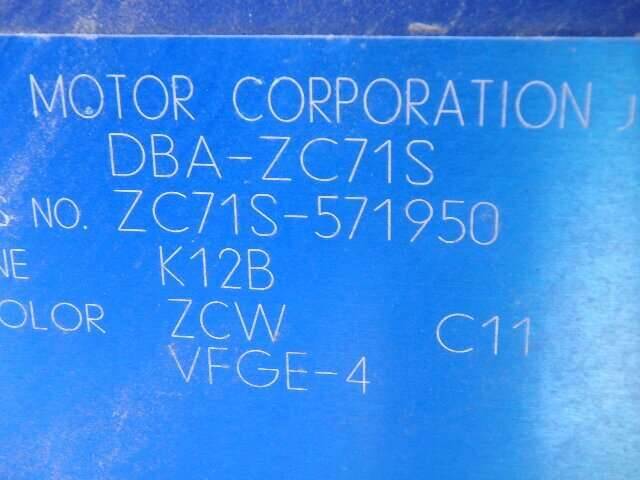 MOTOR CORPORATION J
DBA-ZC71S
S NO. ZC71S-571950
NE K12B
OLOR ZCW C11
VFGE-4